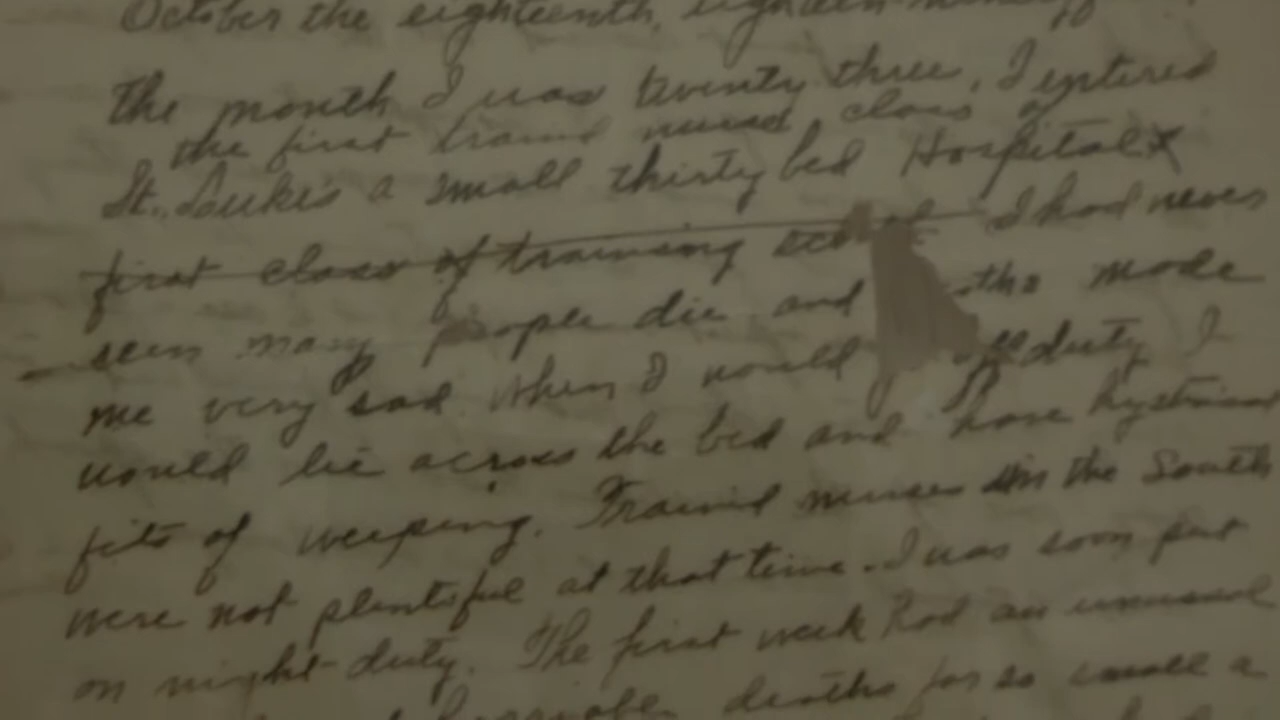 October the eighteenth, eighteen
the month I was twenty three, I entered
the first trained nurses class of
St. Luke's a small thirty bed Hospital x
first class of training I had never
seen many people die and made
me very sad. When I would off duty I
would lie across the bed and have hysterical
fits of weeping. Trained nurses in the South
were not plentiful at that time. I was soon put
on night duty. The first week had an unusual
deaths for so small a